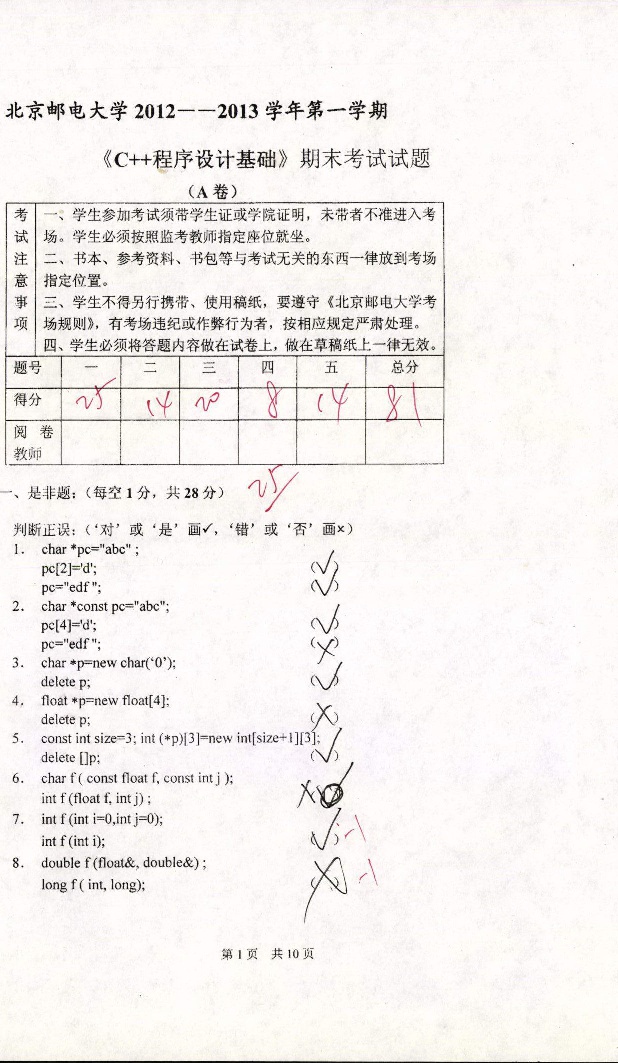 北京邮电大学 2012——2013 学年第一学期
《C++程序设计基础》期末考试试题
（A 卷）
考试注意事项
一、学生参加考试须带学生证或学院证明，未带者不准进入考
场。学生必须按照监考教师指定座位就坐。
二、书本、参考资料、书包等与考试无关的东西一律放到考场
指定位置。
三、学生不得另行携带、使用稿纸，要遵守《北京邮电大学考
场规则》，有考场违纪或作弊行为者，按相应规定严肃处理。
四、学生必须将答题内容做在试卷上，做在草稿纸上一律无效。
题号 一 二 三 四 五 总分
得分 25 14 20 8 14 81
阅 卷
教师
一、是非题：（每空 1 分，共 28 分） 25
判断正误；（‘对’或‘是’画✓，‘错’或‘否’画×）
1. char *pc="abc" ;
pc[2]='d'; (✓)
pc="edf "; (✓)
2. char *const pc="abc";
pc[4]='d'; (✓)
pc="edf "; (×)
3. char *p=new char(‘0’);
delete p; (✓)
4. float *p=new float[4];
delete p; (×)
5. const int size=3; int (*p)[3]=new int[size+1][3];
delete []p; (✓)
6. char f ( const float f, const int j );
int f (float f, int j) ; ×
7. int f (int i=0,int j=0);
int f (int i); (✓) -1
8. double f (float&, double&) ;
long f ( int, long); (×) -1
第 1 页 共 10 页